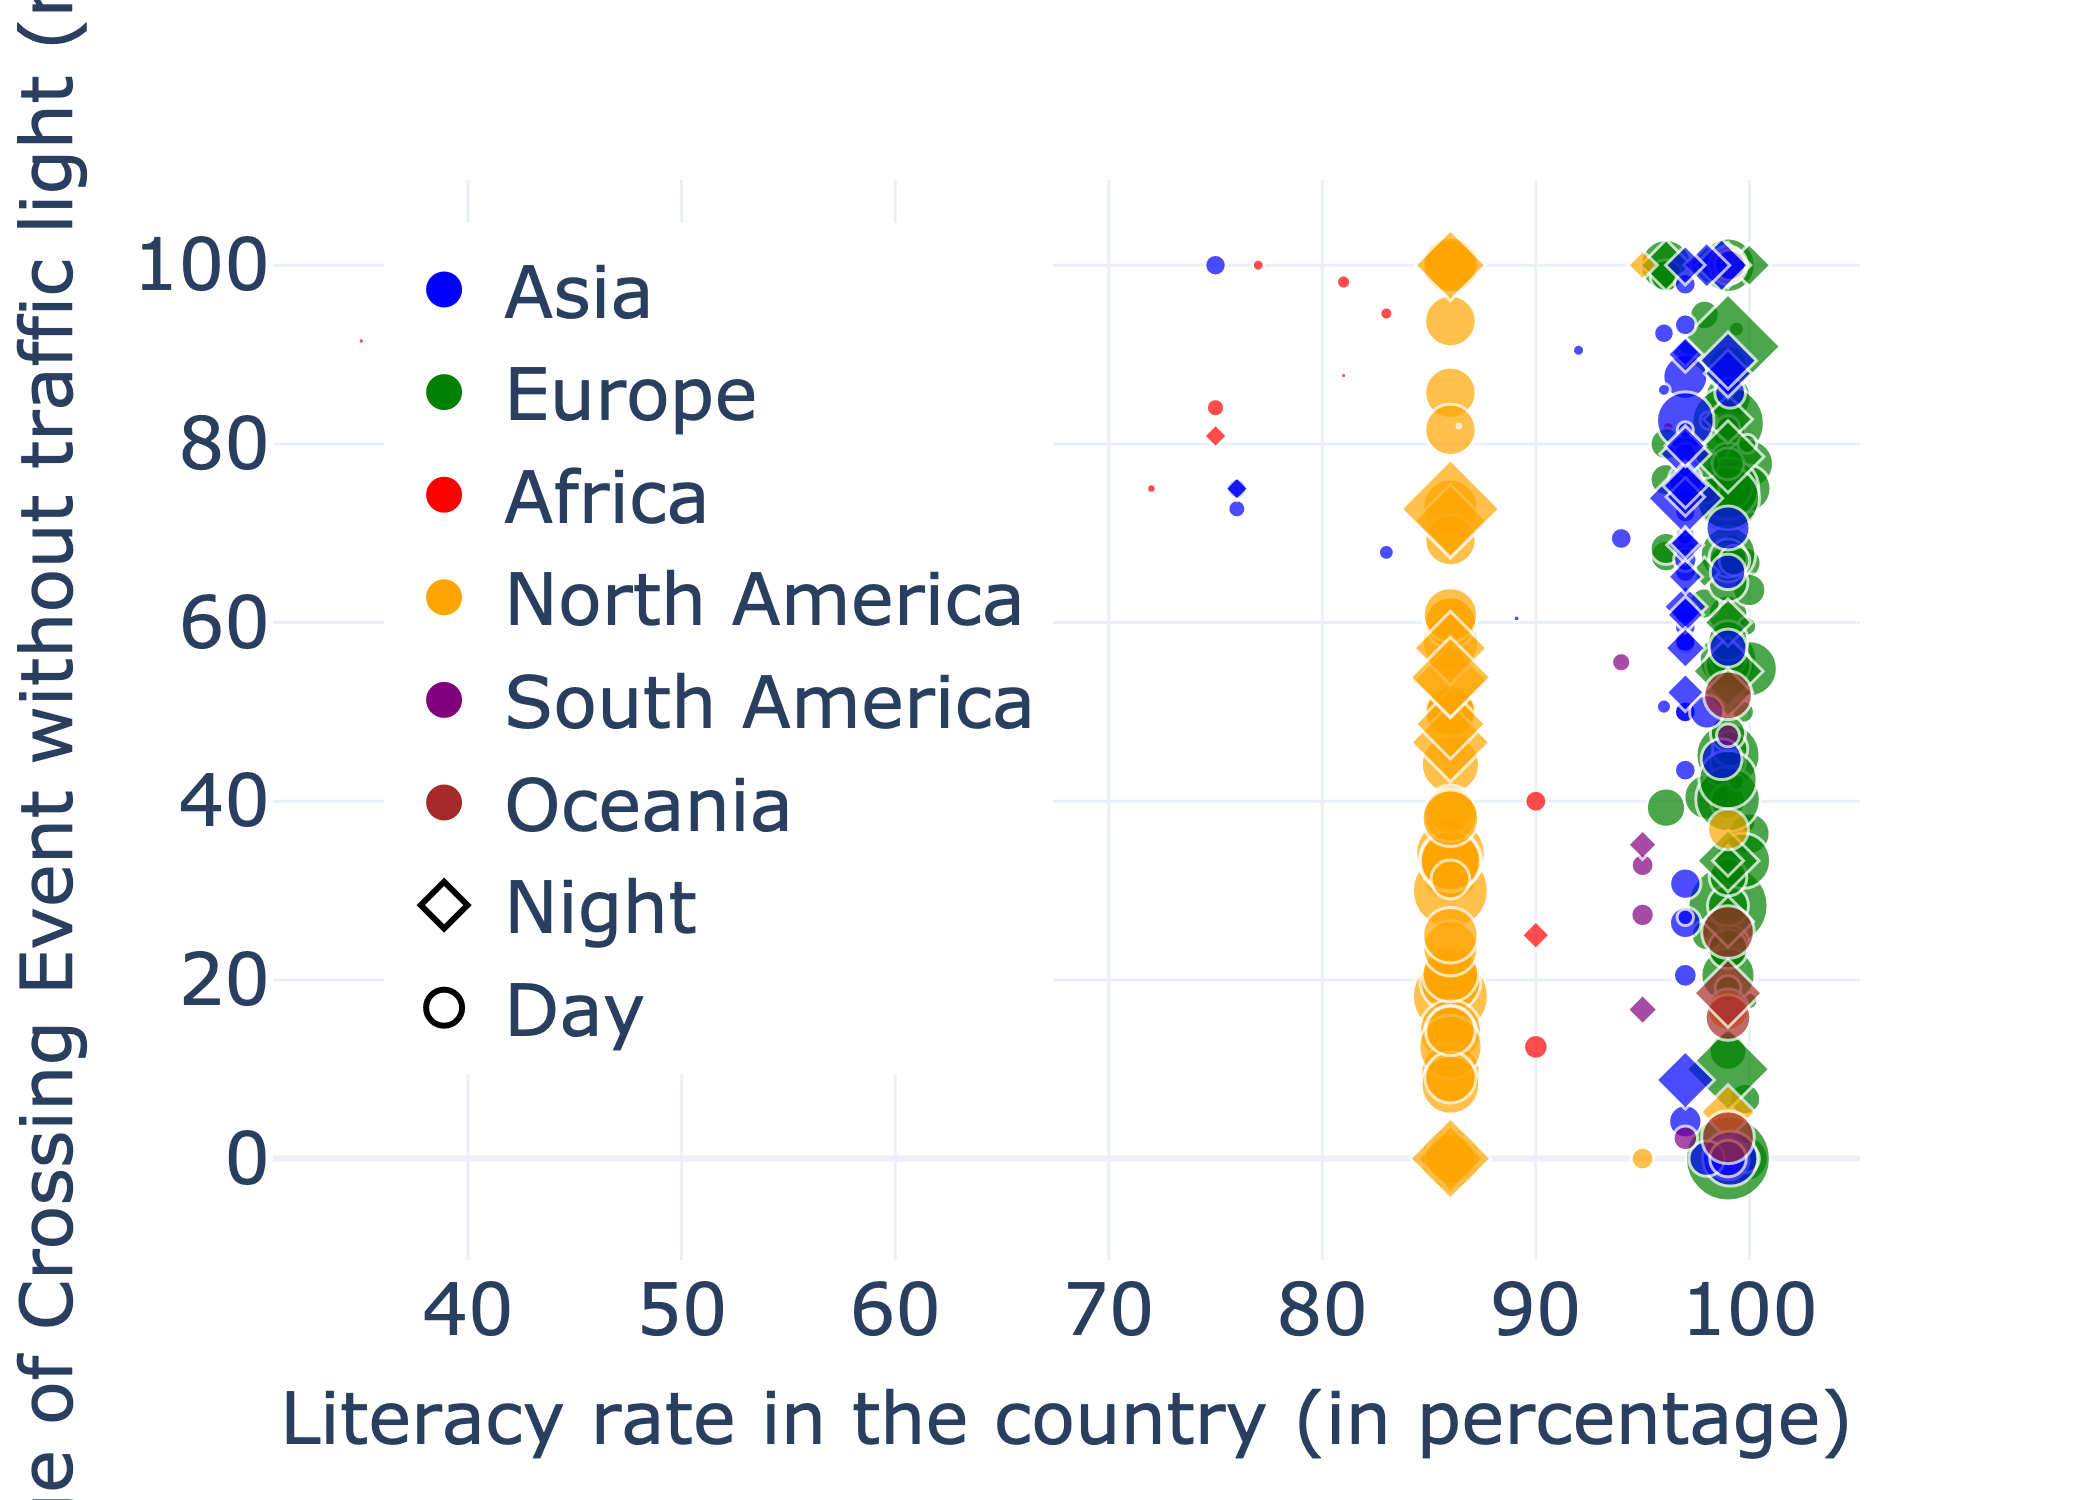 of Crossing Event without traffic light
100
80
60
40
20
0
Asia
Europe
Africa
North America
South America
Oceania
Night
Day
40 50 60 70 80 90 100
Literacy rate in the country (in percentage)